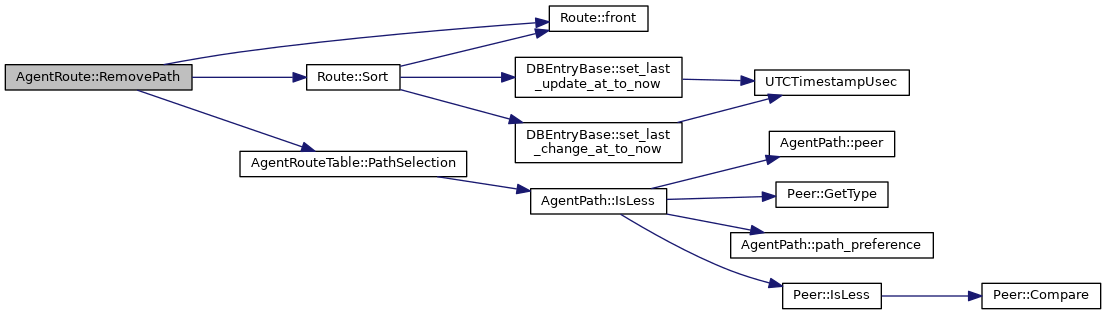 AgentRoute::RemovePath
Route::front
Route::Sort
DBEntryBase::set_last
_update_at_to_now
UTCTimestampUsec
DBEntryBase::set_last
_change_at_to_now
AgentRouteTable::PathSelection
AgentPath::IsLess
AgentPath::peer
Peer::GetType
AgentPath::path_preference
Peer::IsLess
Peer::Compare